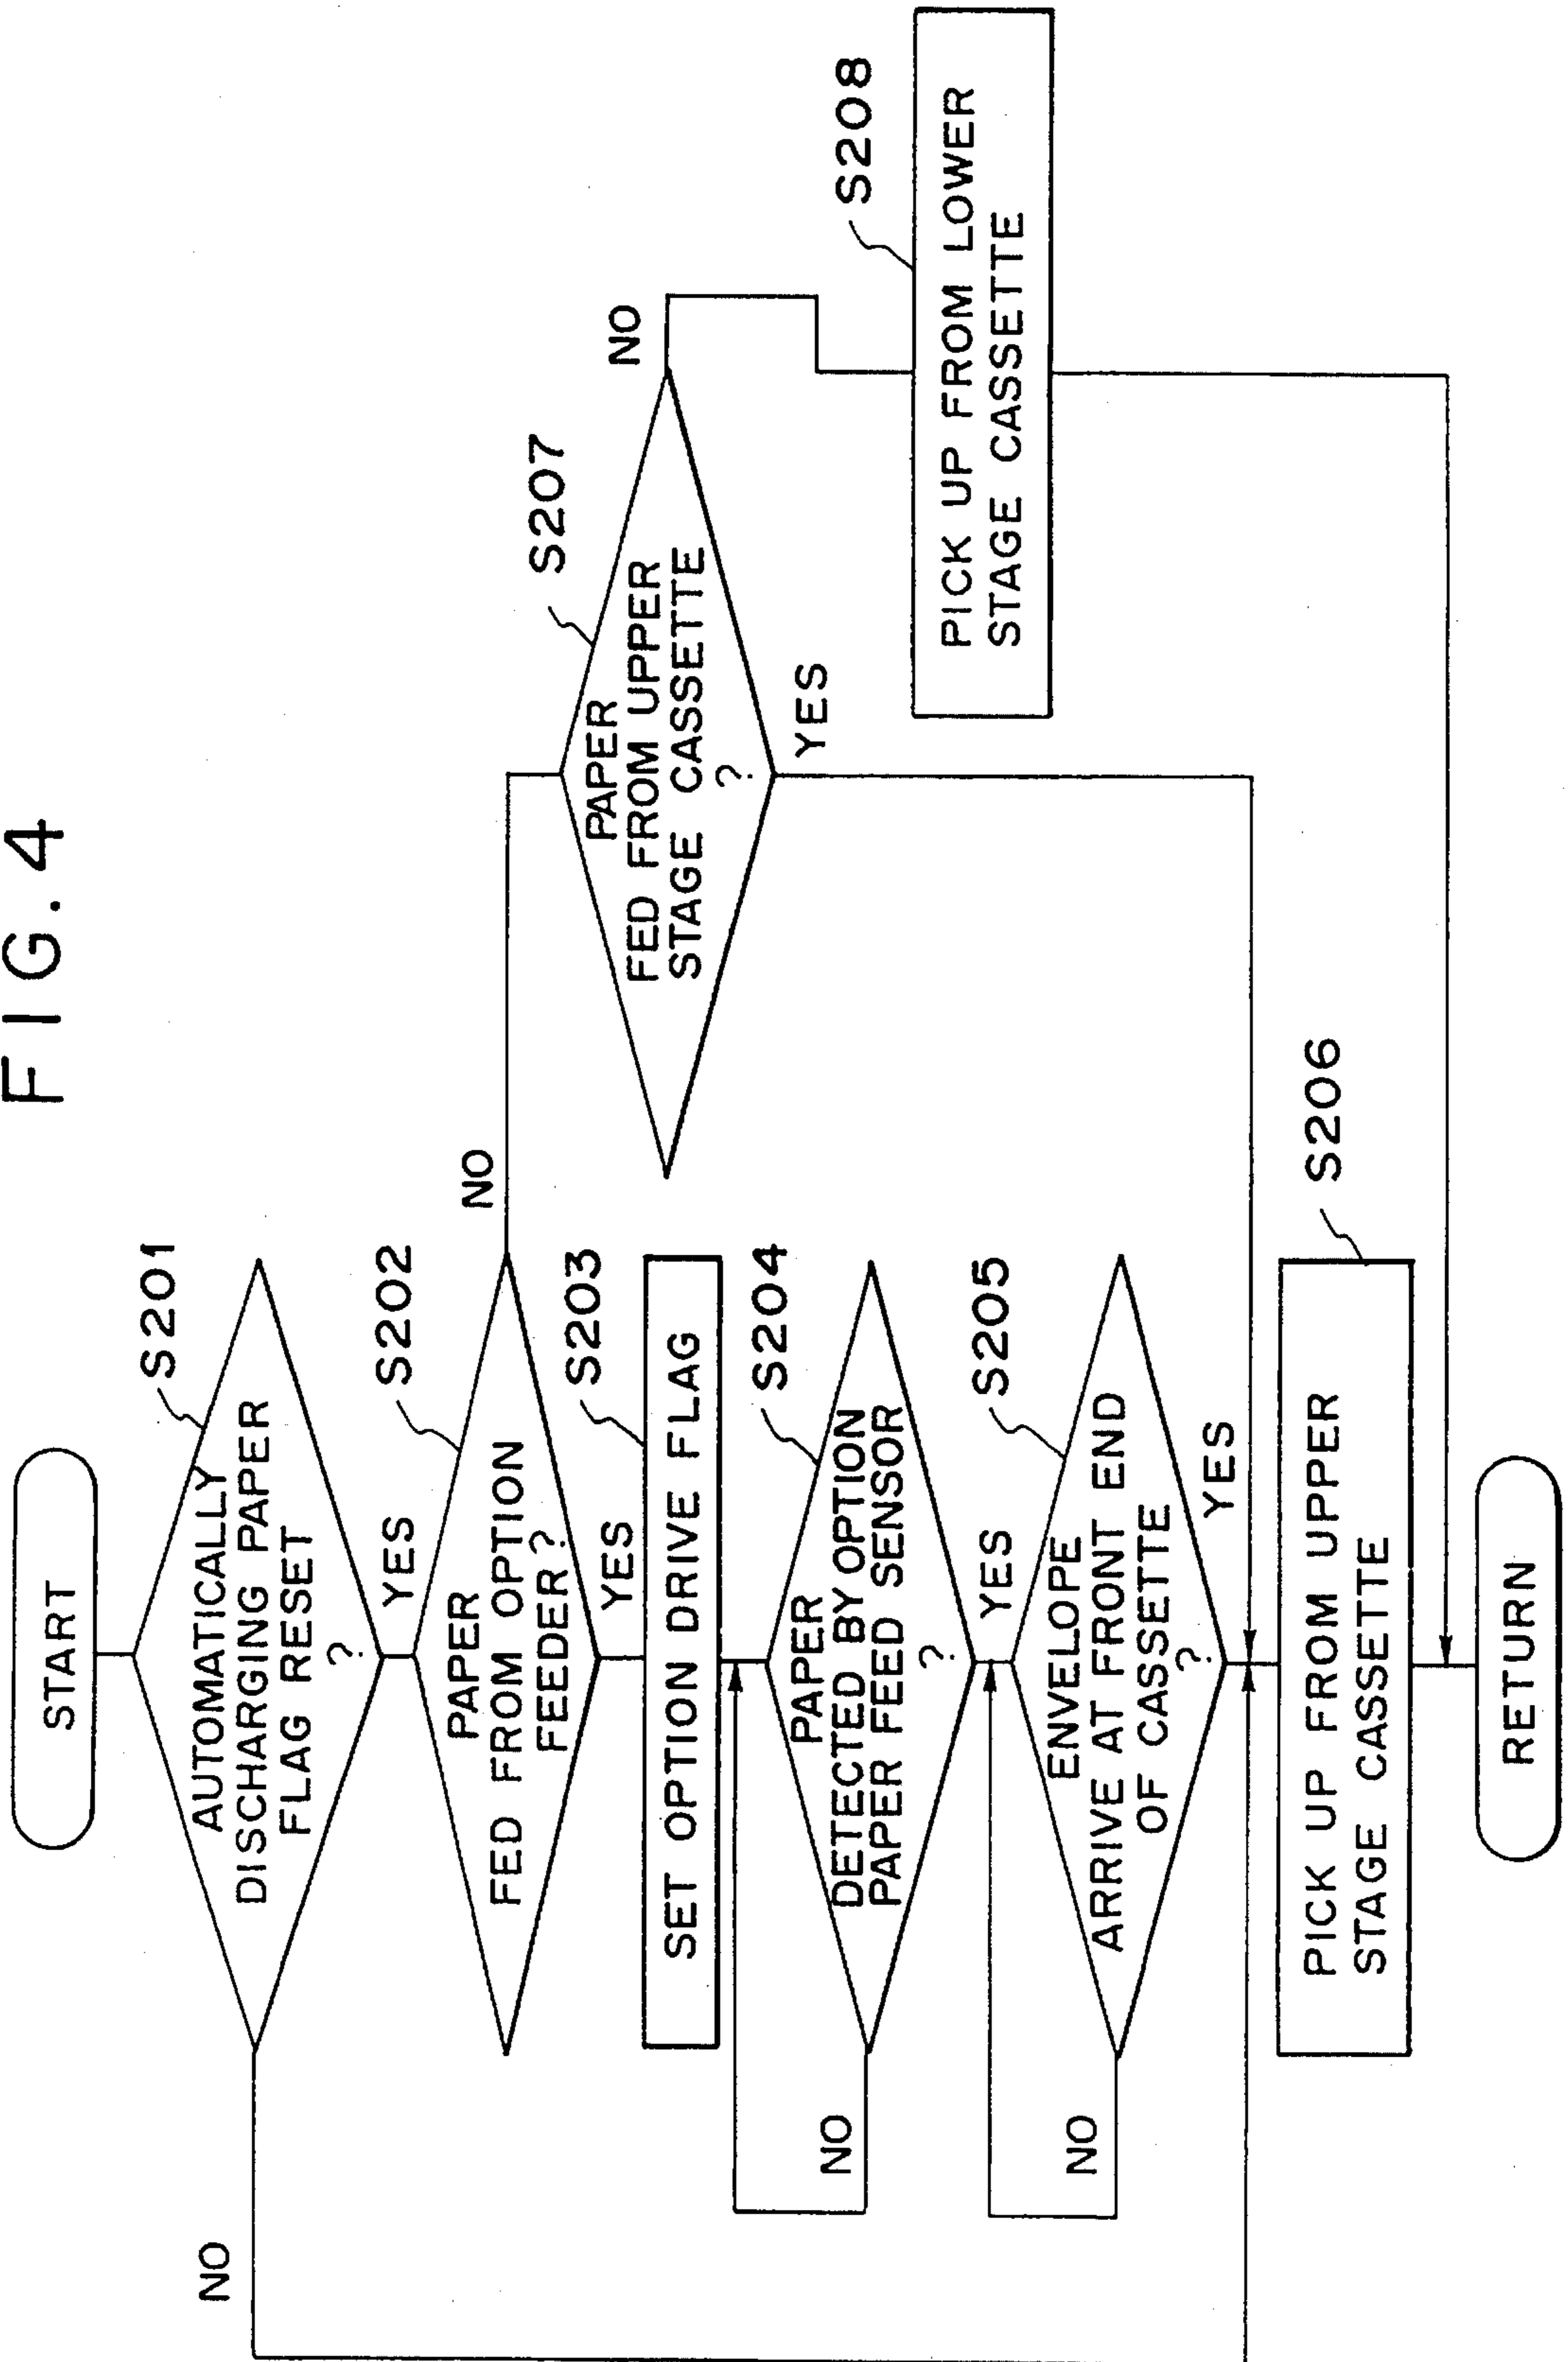 FIG. 4
START
S201
AUTOMATICALLY
DISCHARGING PAPER
FLAG RESET
?
NO
YES
S202
PAPER
FED FROM OPTION
FEEDER?
NO
YES
S203
SET OPTION DRIVE FLAG
S204
PAPER
DETECTED BY OPTION
PAPER FEED SENSOR
?
NO
YES
S205
ENVELOPE
ARRIVE AT FRONT END
OF CASSETTE
?
NO
YES
S206
PICK UP FROM UPPER
STAGE CASSETTE
RETURN
S207
PAPER
FED FROM UPPER
STAGE CASSETTE
?
NO
YES
S208
PICK UP FROM LOWER
STAGE CASSETTE